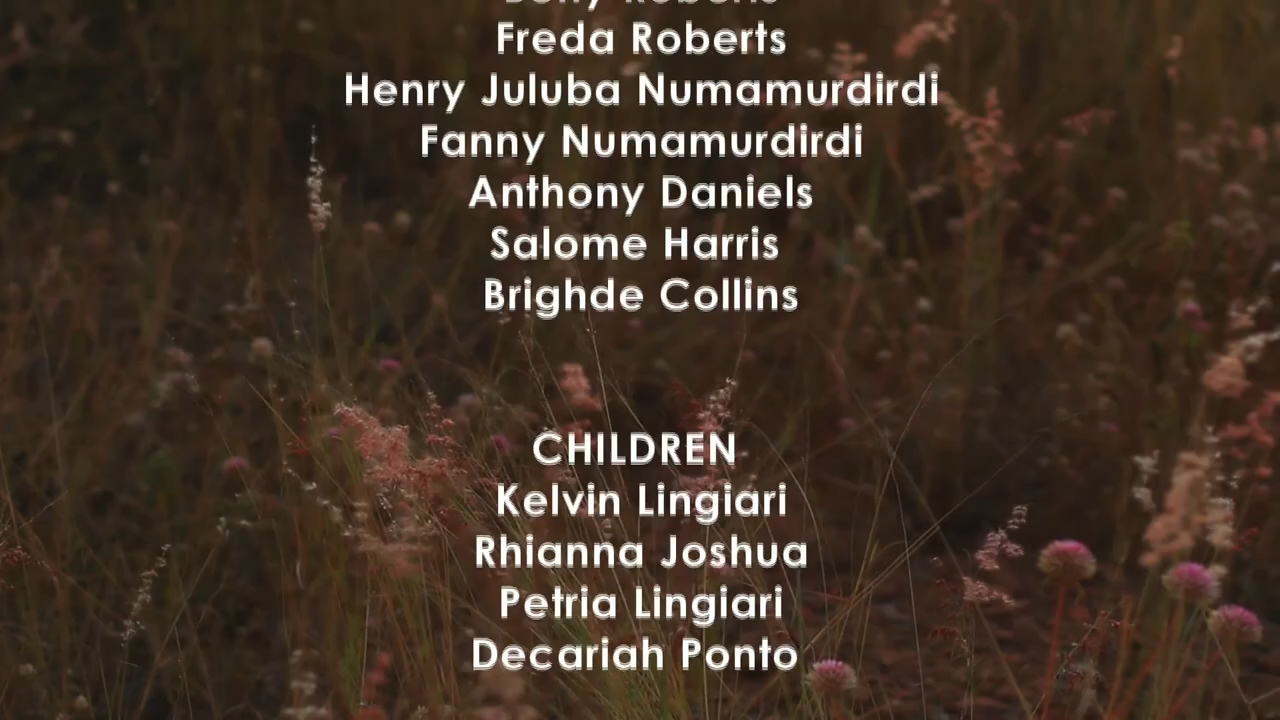 Freda Roberts
Henry Juluba Numamurdirdi
Fanny Numamurdirdi
Anthony Daniels
Salome Harris
Brighde Collins
CHILDREN
Kelvin Lingiari
Rhianna Joshua
Petria Lingiari
Decariah Ponto